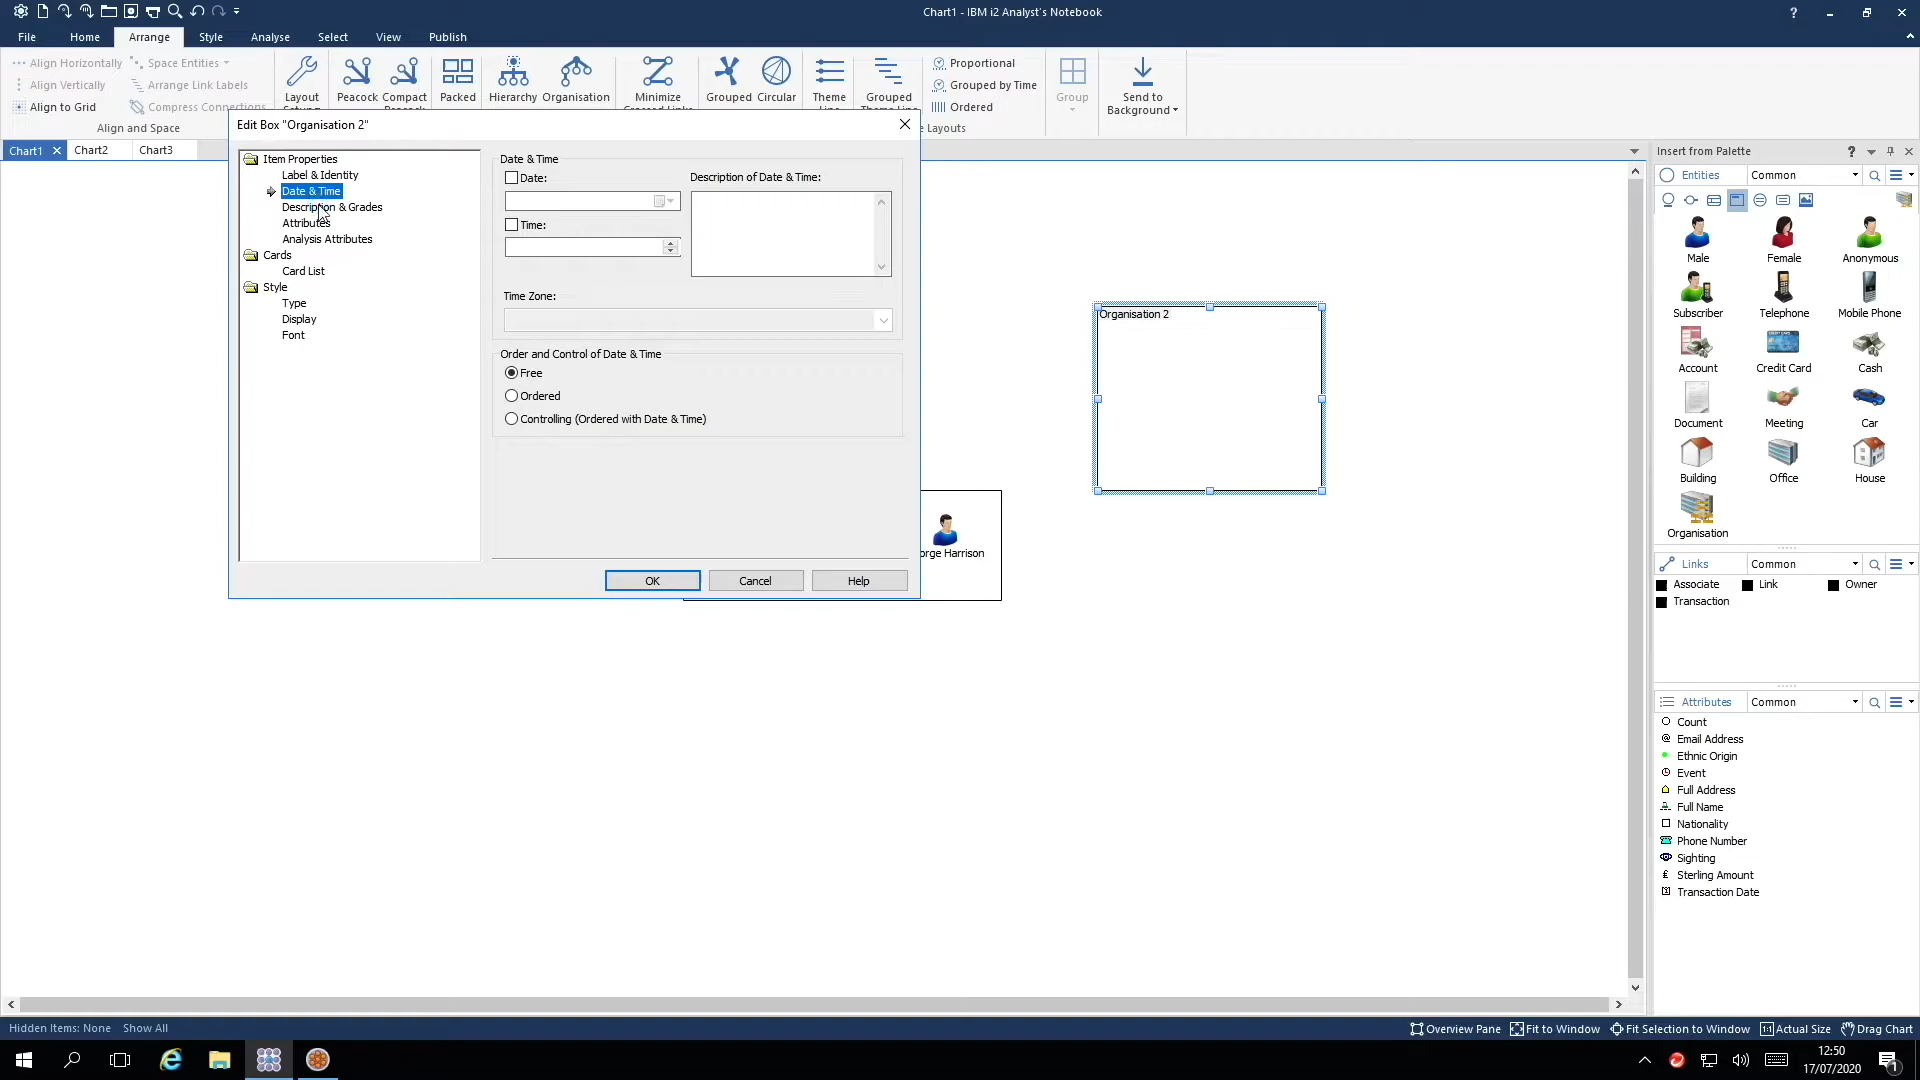 Chart1 - IBM i2 Analyst's Notebook
?
File Home Arrange Style Analyse Select View Publish
Align Horizontally
Space Entities
Align Vertically
Arrange Link Labels
Align to Grid
Compress Connections
Align and Space
Layout
Peacock
Compact
Packed
Hierarchy
Organisation
Minimize
Grouped
Circular
Theme
Grouped
Proportional
Grouped by Time
Ordered
Layouts
Group
Send to
Background
Chart1
Chart2
Chart3
Edit Box "Organisation 2"
Item Properties
Label & Identity
Date & Time
Description & Grades
Attributes
Analysis Attributes
Cards
Card List
Style
Type
Display
Font
Date & Time
Date:
Description of Date & Time:
Time:
Time Zone:
Order and Control of Date & Time
Free
Ordered
Controlling (Ordered with Date & Time)
OK
Cancel
Help
Organisation 2
orge Harrison
Insert from Palette
?
Entities
Common
Male
Female
Anonymous
Subscriber
Telephone
Mobile Phone
Account
Credit Card
Cash
Document
Meeting
Car
Building
Office
House
Organisation
Links
Common
Associate
Link
Owner
Transaction
Attributes
Common
Count
Email Address
Ethnic Origin
Event
Full Address
Full Name
Nationality
Phone Number
Sighting
£ Sterling Amount
Transaction Date
Hidden Items: None Show All
Overview Pane
Fit to Window
Fit Selection to Window
Actual Size
Drag Chart
12:50
17/07/2020
1